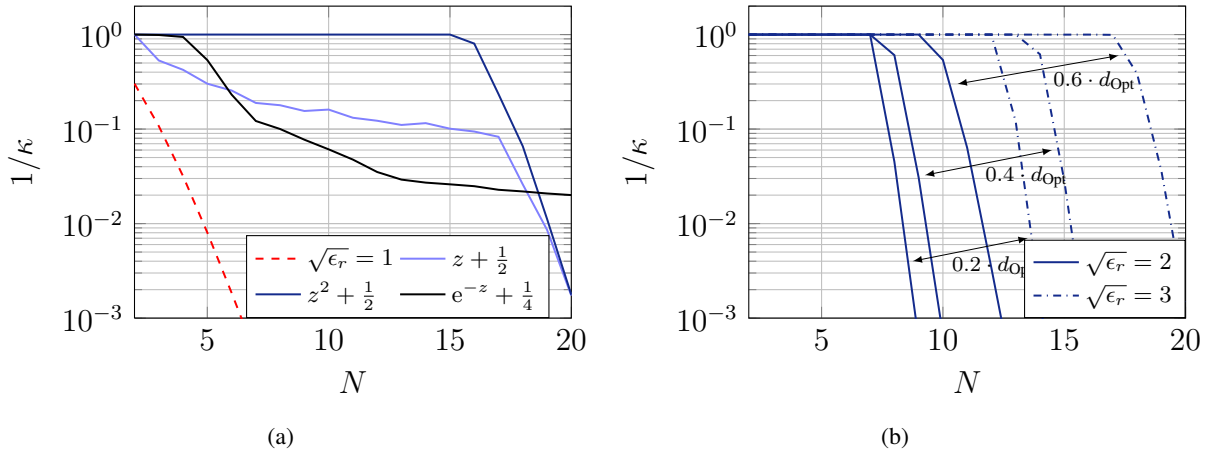 10^0
10^{-1}
10^{-2}
10^{-3}
1/κ
5
10
15
20
N
√ϵ_r = 1
z + 1/2
z^2 + 1/2
e^{-z} + 1/4
(a)
10^0
10^{-1}
10^{-2}
10^{-3}
1/κ
0.6 · d_Opt
0.4 · d_Opt
0.2 · d_Op
√ϵ_r = 2
√ϵ_r = 3
5
10
15
20
N
(b)